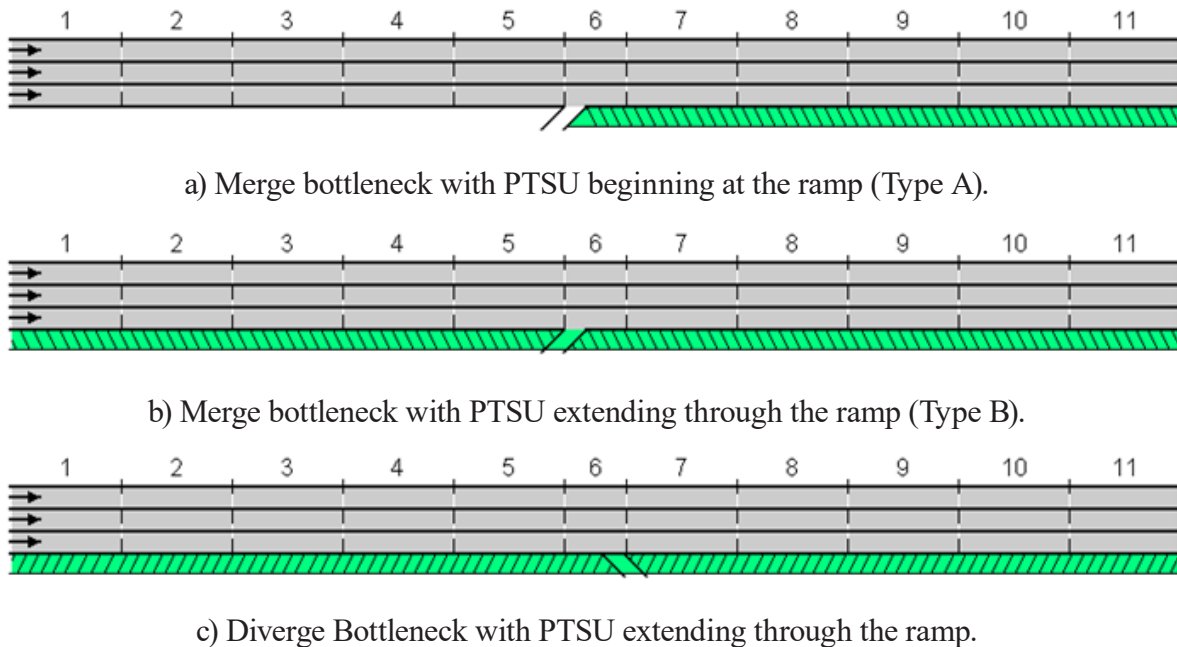 1 2 3 4 5 6 7 8 9 10 11
a) Merge bottleneck with PTSU beginning at the ramp (Type A).
1 2 3 4 5 6 7 8 9 10 11
b) Merge bottleneck with PTSU extending through the ramp (Type B).
1 2 3 4 5 6 7 8 9 10 11
c) Diverge Bottleneck with PTSU extending through the ramp.